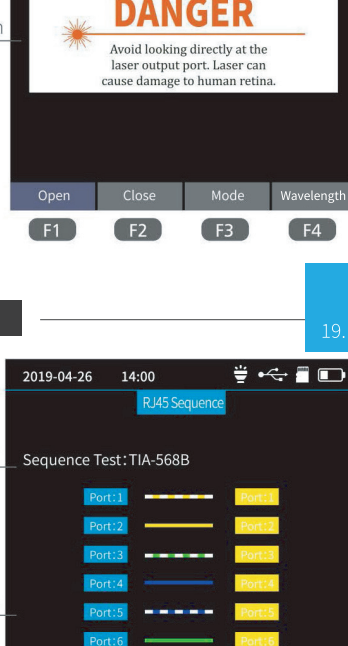 DANGER
Avoid looking directly at the
laser output port. Laser can
cause damage to human retina.
Open Close Mode Wavelength
F1 F2 F3 F4
19.
2019-04-26 14:00
RJ45 Sequence
Sequence Test:TIA-568B
Port:1 Port:1
Port:2 Port:2
Port:3 Port:3
Port:4 Port:4
Port:5 Port:5
Port:6 Port:6